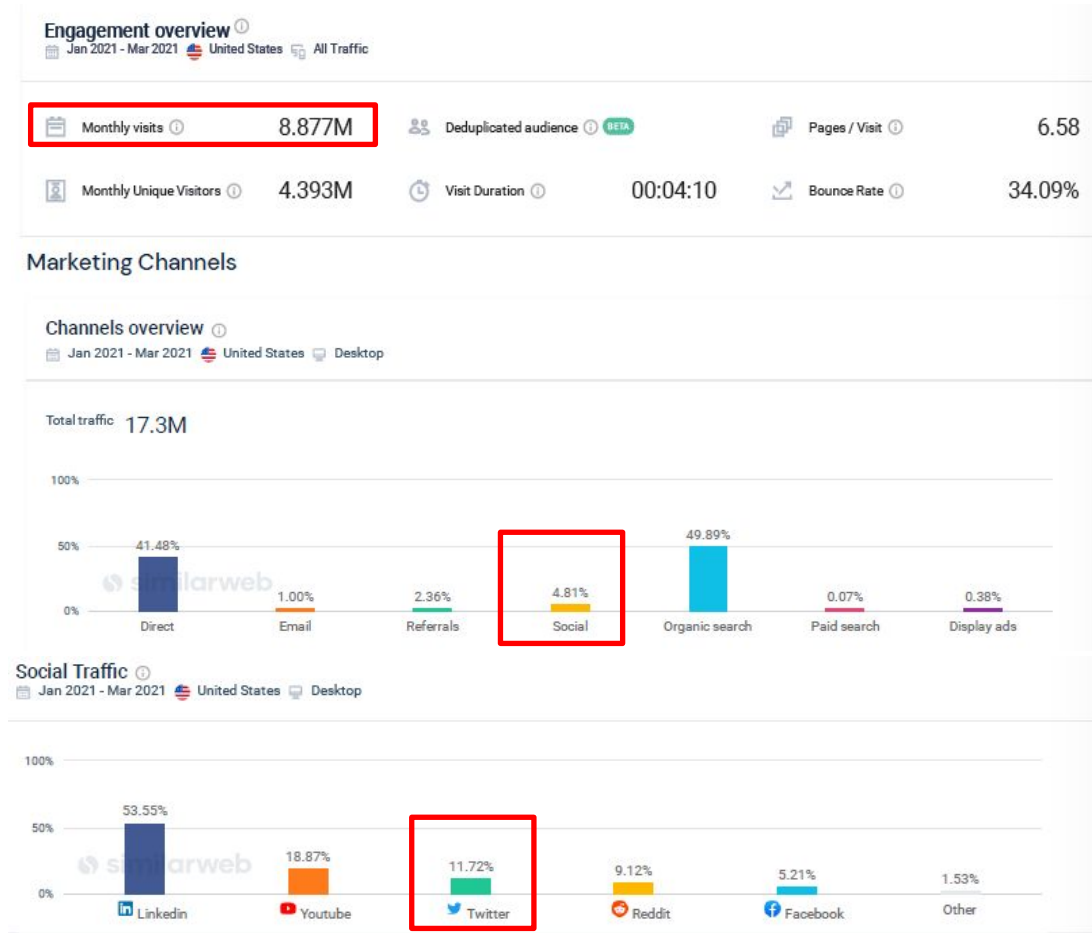 Engagement overview
Jan 2021 - Mar 2021 United States All Traffic
Monthly visits 8.877M Deduplicated audience BETA Pages / Visit 6.58
Monthly Unique Visitors 4.393M Visit Duration 00:04:10 Bounce Rate 34.09%
Marketing Channels
Channels overview
Jan 2021 - Mar 2021 United States Desktop
Total traffic 17.3M
100%
50%
0%
41.48% 1.00% 2.36% 4.81% 49.89% 0.07% 0.38%
similarweb
Direct Email Referrals Social Organic search Paid search Display ads
Social Traffic
Jan 2021 - Mar 2021 United States Desktop
100%
50%
0%
53.55% 18.87% 11.72% 9.12% 5.21% 1.53%
similarweb
in Linkedin Youtube Twitter Reddit Facebook Other